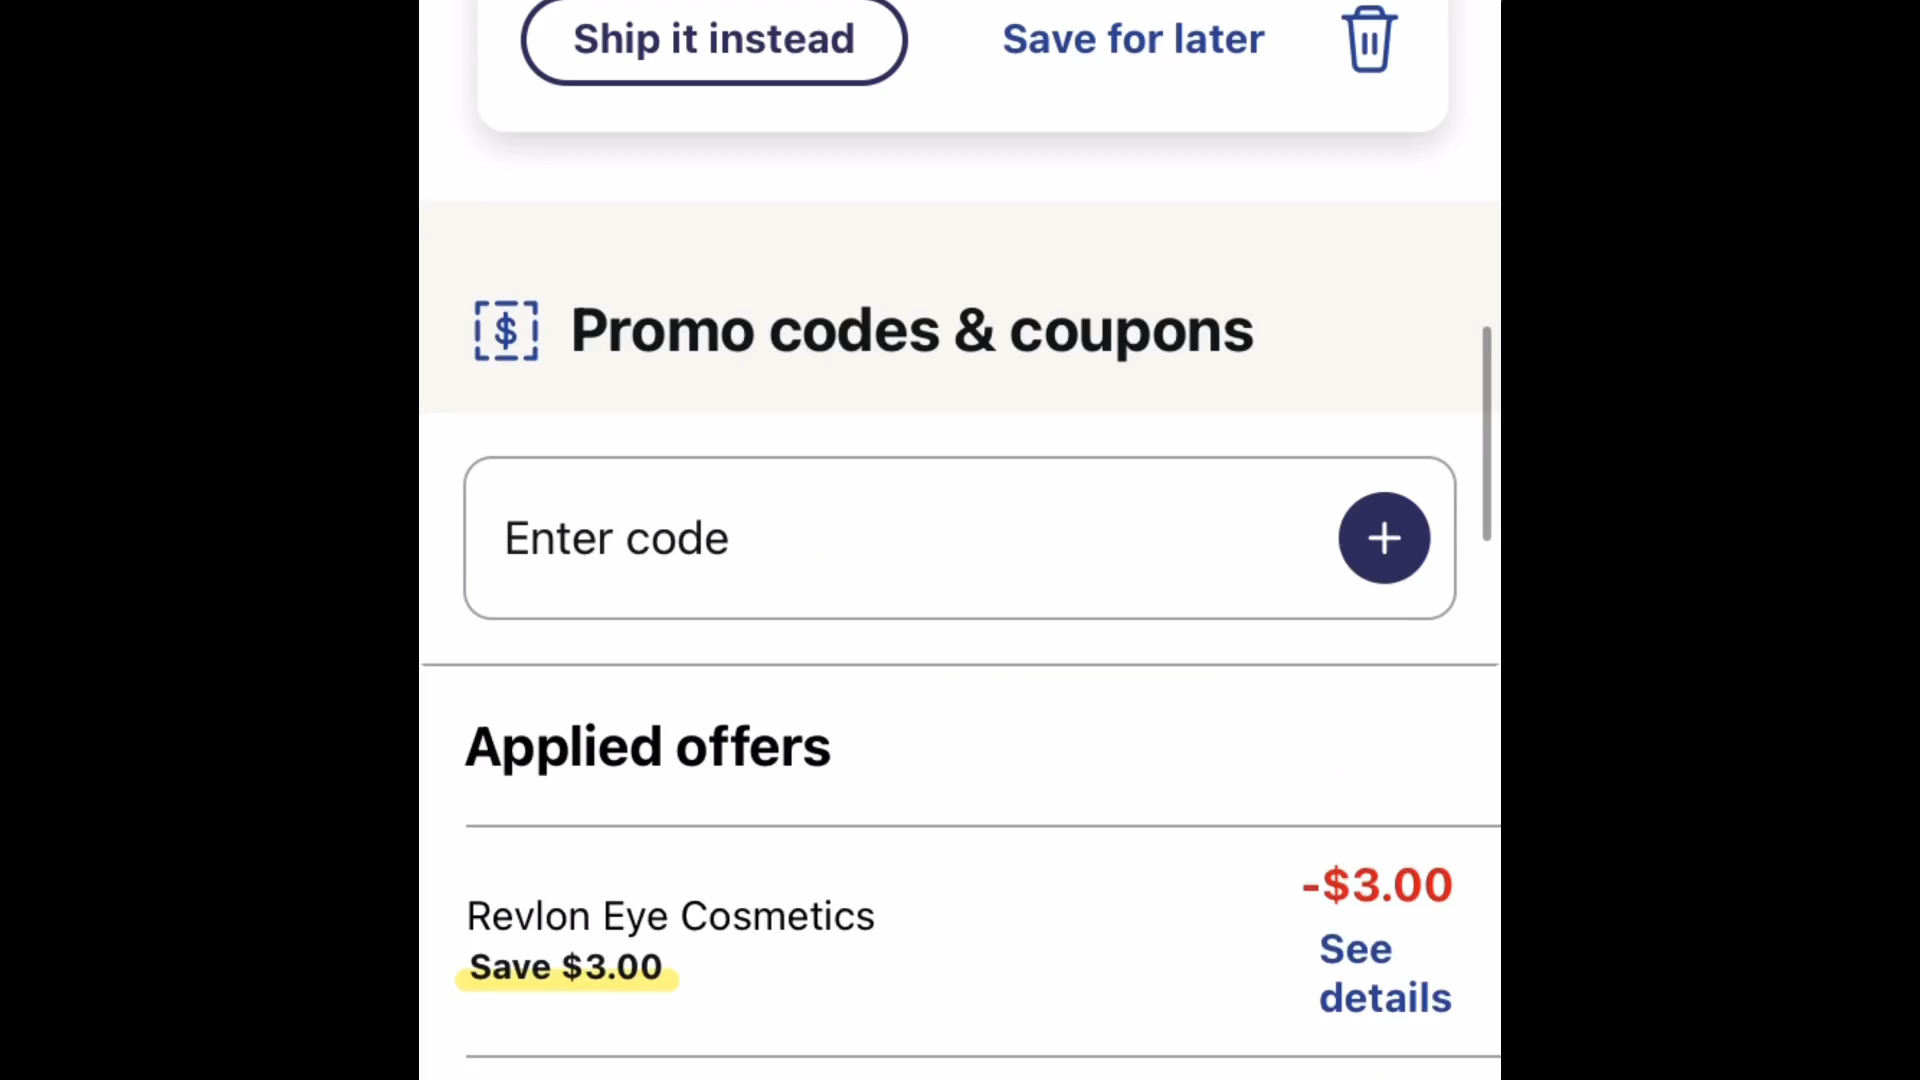 Ship it instead Save for later
$ Promo codes & coupons
Enter code +
Applied offers
-$3.00
Revlon Eye Cosmetics
Save $3.00
See
details